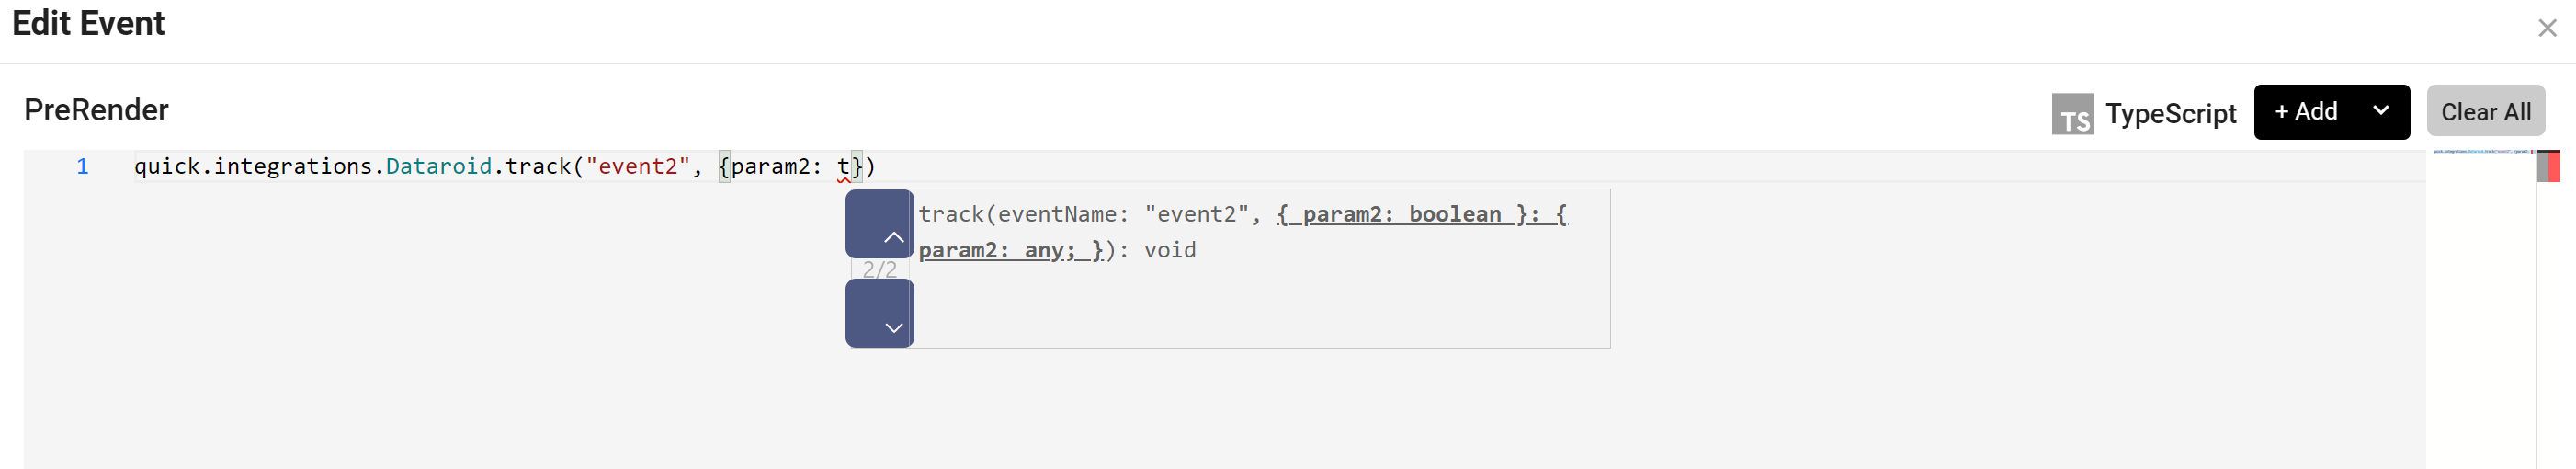 Edit Event
PreRender
TS TypeScript + Add Clear All
1 quick.integrations.Dataroid.track("event2", {param2: t})
track(eventName: "event2", { param2: boolean }: {
param2: any; }): void
2/2